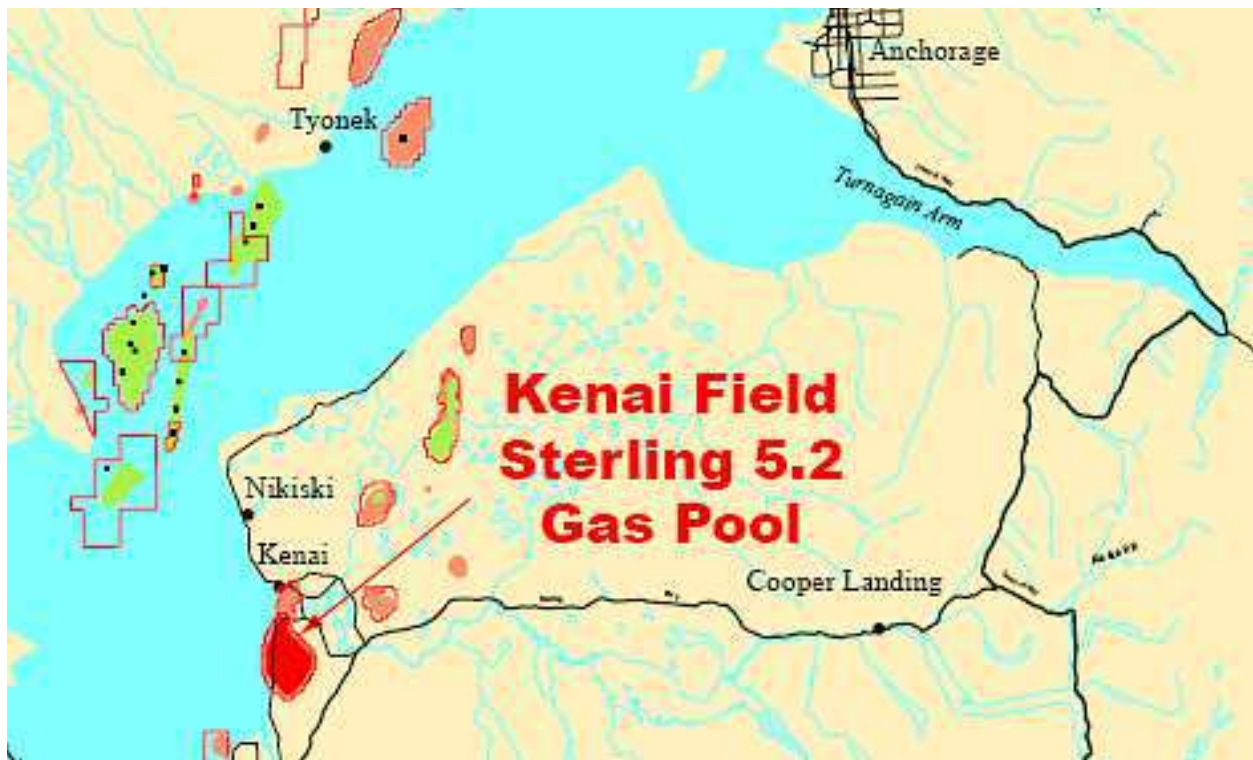 Anchorage
Tyonek
Turnagain Arm
Kenai Field
Sterling 5.2
Gas Pool
Nikiski
Kenai
Cooper Landing